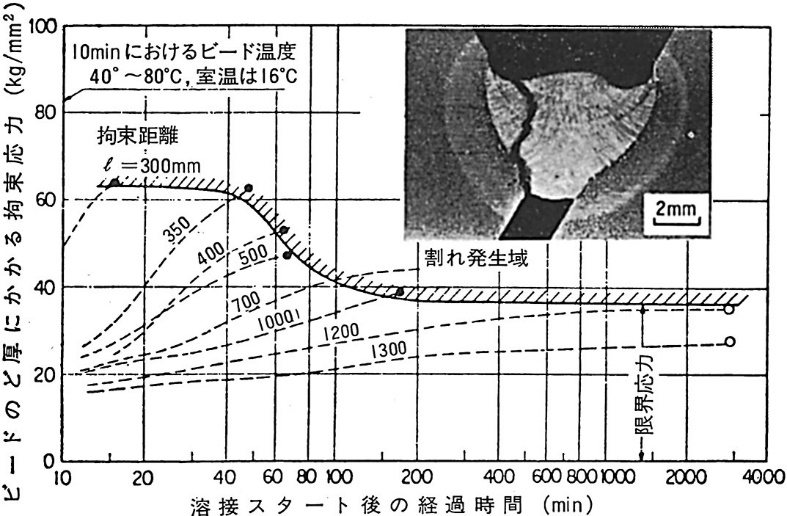 ビードのど厚にかかる拘束応力 (kg/mm²)
100
80
60
40
20
0
10minにおけるビード温度
40°~80°C, 室温は16°C
拘束距離
ℓ=300mm
350
400
500
700
1000
1200
1300
割れ発生域
限界応力
2mm
10 20 40 60 80 100 200 400 600 800 1000 2000 4000
溶接スタート後の経過時間 (min)